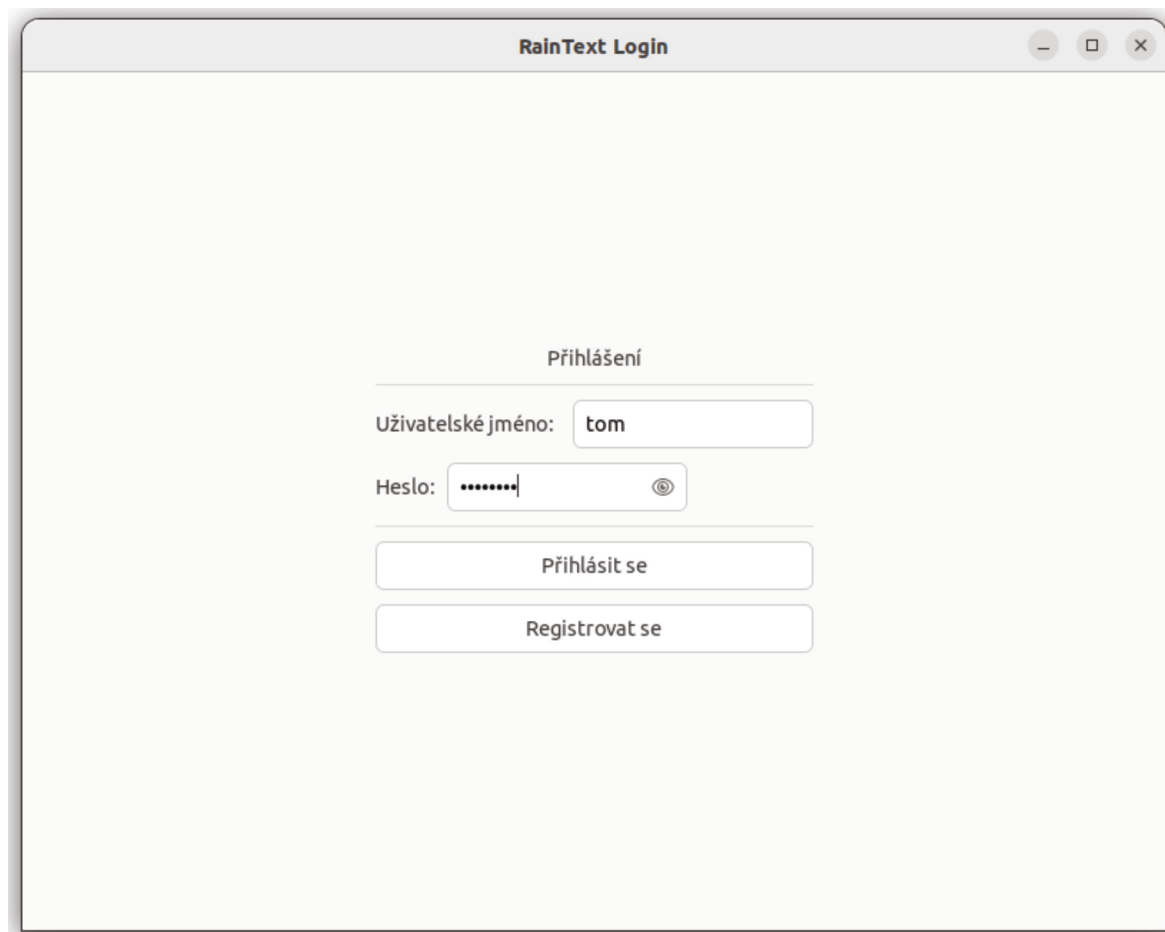 RainText Login
Přihlášení
Uživatelské jméno: tom
Heslo: ••••••••
Přihlásit se
Registrovat se